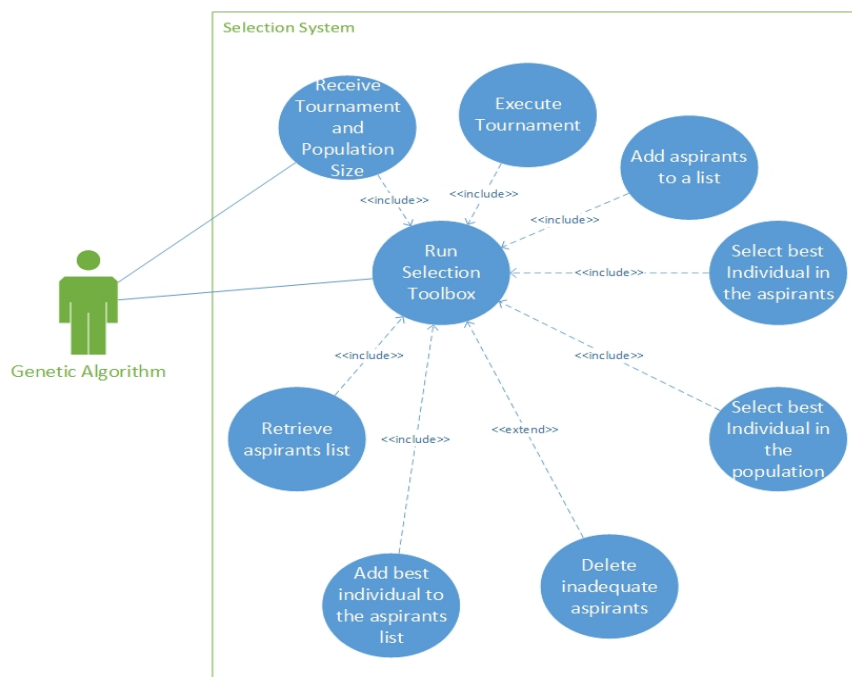 Selection System
Receive
Tournament
and
Population
Size
Execute
Tournament
Add aspirants
to a list
<<include>>
<<include>>
<<include>>
Run
Selection
Toolbox
<<include>>
Select best
Individual in
the aspirants
Genetic Algorithm
<<include>>
<<include>>
Retrieve
aspirants list
<<include>>
<<extend>>
Select best
Individual in
the
population
Add best
individual to
the aspirants
list
Delete
inadequate
aspirants